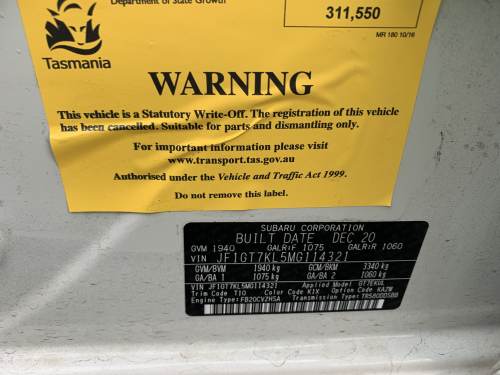 Department of State Growth
311,550
MR 180 10/16
Tasmania
WARNING
This vehicle is a Statutory Write-Off. The registration of this vehicle
has been cancelled. Suitable for parts and dismantling only.
For important information please visit
www.transport.tas.gov.au
Authorised under the Vehicle and Traffic Act 1999.
Do not remove this label.
SUBARU CORPORATION
BUILT DATE DEC 20
GVM 1940 GALR:F 1075 GALR:R 1060
VIN JF1GT7KL5MG114321
GVM/BVM 1940 kg GCM/BKM 3340 kg
GA/BA 1 1075 kg GA/BA 2 1060 kg
VIN JF1GT7KL5MG114321 Applied Model GT7EKUL
Trim Code T10 Color Code K1X Option Code KAZW
Engine Type: FB20CVZHSA Transmission Type: TR580DDSBB